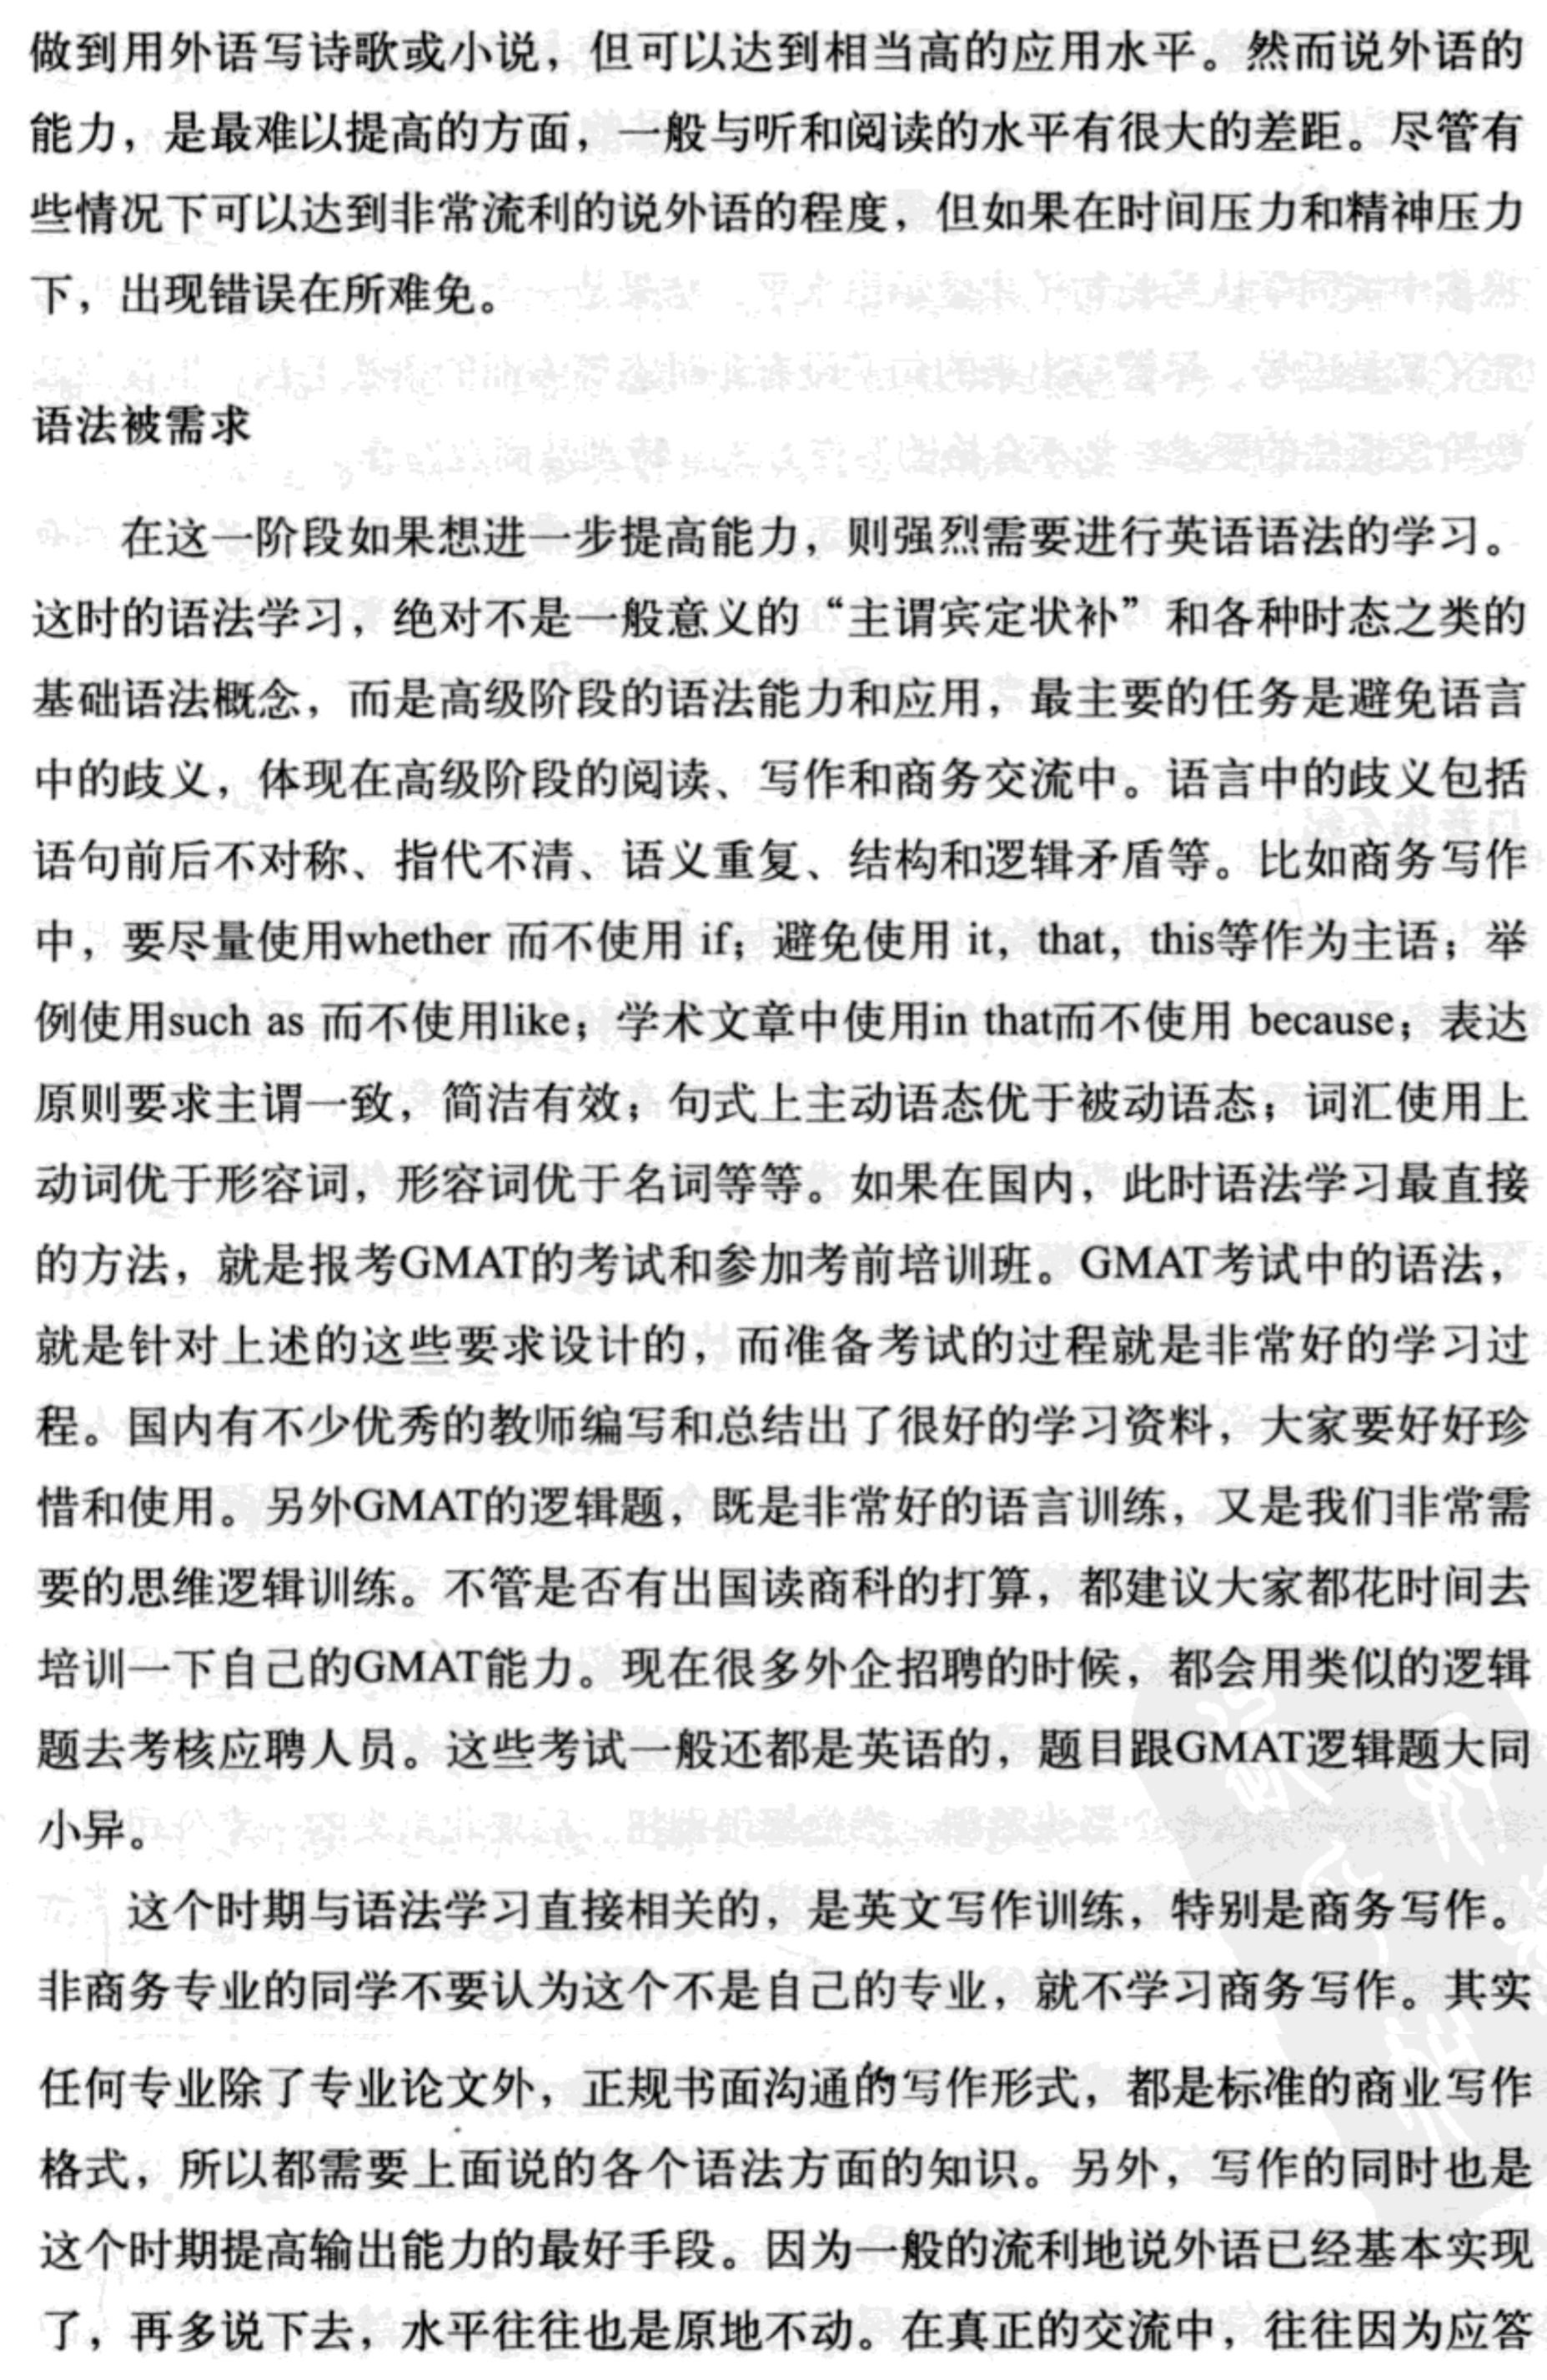 做到用外语写诗歌或小说，但可以达到相当高的应用水平。然而说外语的
能力，是最难以提高的方面，一般与听和阅读的水平有很大的差距。尽管有
些情况下可以达到非常流利的说外语的程度，但如果在时间压力和精神压力
下，出现错误在所难免。
语法被需求
在这一阶段如果想进一步提高能力，则强烈需要进行英语语法的学习。
这时的语法学习，绝对不是一般意义的“主谓宾定状补”和各种时态之类的
基础语法概念，而是高级阶段的语法能力和应用，最主要的任务是避免语言
中的歧义，体现在高级阶段的阅读、写作和商务交流中。语言中的歧义包括
语句前后不对称、指代不清、语义重复、结构和逻辑矛盾等。比如商务写作
中，要尽量使用whether 而不使用 if；避免使用 it，that，this等作为主语；举
例使用such as 而不使用like；学术文章中使用in that而不使用 because；表达
原则要求主谓一致，简洁有效；句式上主动语态优于被动语态；词汇使用上
动词优于形容词，形容词优于名词等等。如果在国内，此时语法学习最直接
的方法，就是报考GMAT的考试和参加考前培训班。GMAT考试中的语法，
就是针对上述的这些要求设计的，而准备考试的过程就是非常好的学习过
程。国内有不少优秀的教师编写和总结出了很好的学习资料，大家要好好珍
惜和使用。另外GMAT的逻辑题，既是非常好的语言训练，又是我们非常需
要的思维逻辑训练。不管是否有出国读商科的打算，都建议大家都花时间去
培训一下自己的GMAT能力。现在很多外企招聘的时候，都会用类似的逻辑
题去考核应聘人员。这些考试一般还都是英语的，题目跟GMAT逻辑题大同
小异。
这个时期与语法学习直接相关的，是英文写作训练，特别是商务写作。
非商务专业的同学不要认为这个不是自己的专业，就不学习商务写作。其实
任何专业除了专业论文外，正规书面沟通的写作形式，都是标准的商业写作
格式，所以都需要上面说的各个语法方面的知识。另外，写作的同时也是
这个时期提高输出能力的最好手段。因为一般的流利地说外语已经基本实现
了，再多说下去，水平往往也是原地不动。在真正的交流中，往往因为应答